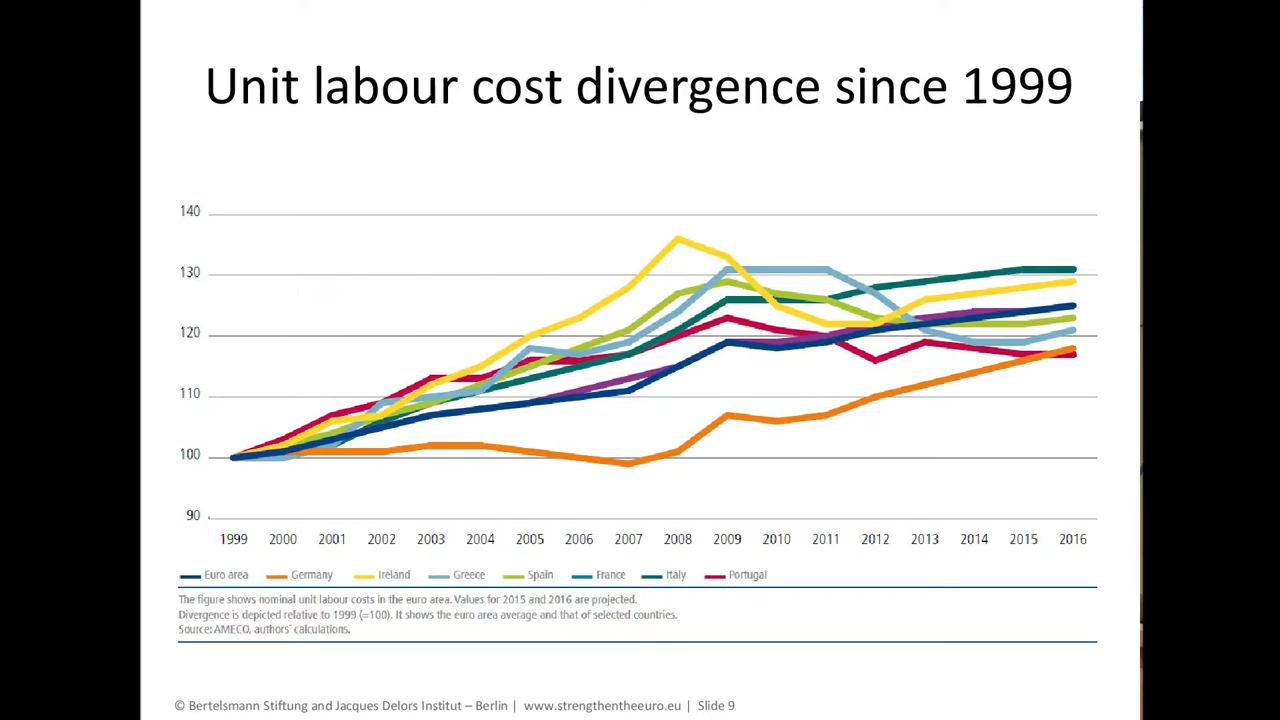 Unit labour cost divergence since 1999
140
130
120
110
100
90
1999 2000 2001 2002 2003 2004 2005 2006 2007 2008 2009 2010 2011 2012 2013 2014 2015 2016
Euro area Germany Ireland Greece Spain France Italy Portugal
The figure shows nominal unit labour costs in the euro area. Values for 2015 and 2016 are projected.
Divergence is depicted relative to 1999 (=100). It shows the euro area average and that of selected countries.
Source: AMECO, authors´ calculations.
© Bertelsmann Stiftung and Jacques Delors Institut – Berlin | www.strengthentheeuro.eu | Slide 9